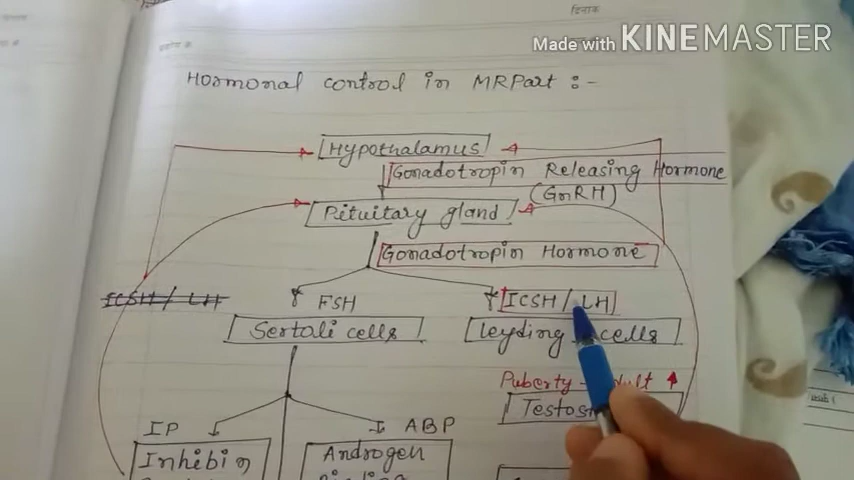 दिनांक
Made with KINEMASTER
Hormonal control in MRPart :-
Hypothalamus
Gonadotropin Releasing Hormone
(GnRH)
Pituitary gland
Gonadotropin Hormone
ICSH / LH
FSH
ICSH / LH
Sertoli cells
leyding cells
Puberty
Testos
IP
ABP
Inhibin
Androgen